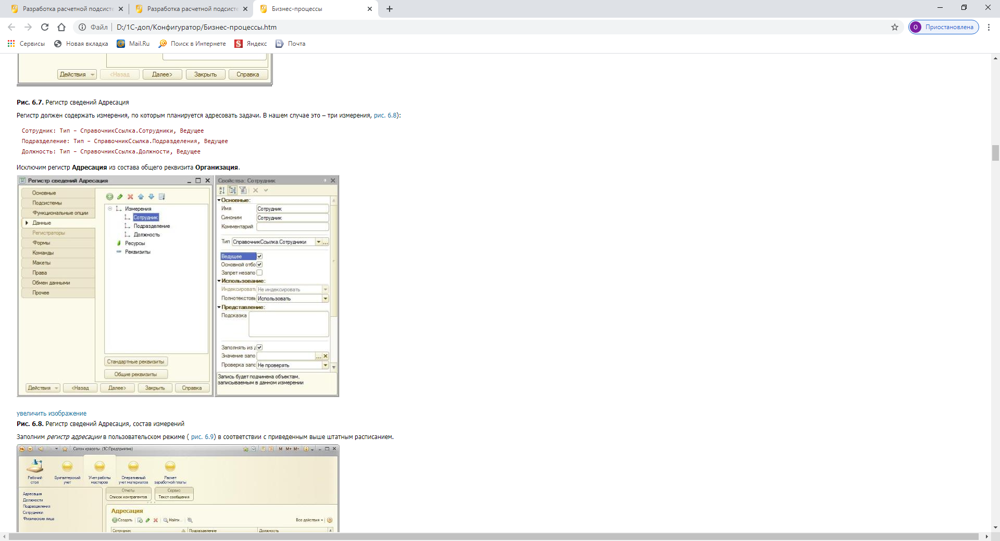 Разработка расчетной подсисте
Разработка расчетной подсисте
Бизнес-процессы
Файл
D:/1С-доп/Конфигуратор/Бизнес-процессы.htm
О
Приостановлена
Сервисы
Новая вкладка
Mail.Ru
Поиск в Интернете
Яндекс
Почта
Действия
<Назад
Далее>
Закрыть
Справка
Рис. 6.7. Регистр сведений Адресация
Регистр должен содержать измерения, по которым планируется адресовать задачи. В нашем случае это – три измерения, рис. 6.8):
Сотрудник: Тип – СправочникСсылка.Сотрудники, Ведущее
Подразделение: Тип – СправочникСсылка.Подразделения, Ведущее
Должность: Тип – СправочникСсылка.Должности, Ведущее
Исключим регистр Адресация из состава общего реквизита Организация.
Регистр сведений Адресация
Основные
Подсистемы
Функциональные опции
Данные
Регистраторы
Формы
Команды
Макеты
Права
Обмен данными
Прочее
Измерения
Сотрудник
Подразделение
Должность
Ресурсы
Реквизиты
Стандартные реквизиты
Общие реквизиты
Действия
<Назад
Далее>
Закрыть
Справка
Свойства: Сотрудник
Основные:
Имя
Сотрудник
Синоним
Сотрудник
Комментарий
Тип
СправочникСсылка.Сотрудники
Ведущее
Основной отбо
Запрет незапо
Использование:
Индексировать
Не индексировать
Полнотекстовы
Использовать
Представление:
Подсказка
Заполнять из д
Значение запо
Проверка запо
Не проверять
Запись будет подчинена объектам,
записываемым в данном измерении
увеличить изображение
Рис. 6.8. Регистр сведений Адресация, состав измерений
Заполним регистр адресации в пользовательском режиме ( рис. 6.9) в соответствии с приведенным выше штатным расписанием.
Салон красоты (1С:Предприятие)
M M+ M-
Рабочий
стол
Бухгалтерский
учет
Учет работы
мастеров
Оперативный
учет материалов
Расчет
заработной платы
Адресация
Должности
Подразделения
Сотрудники
Физические лица
Отчеты
Список контрагентов
Сервис
Текст сообщения
Адресация
Создать
Найти...
Все действия
Сотрудник
Подразделение
Должность